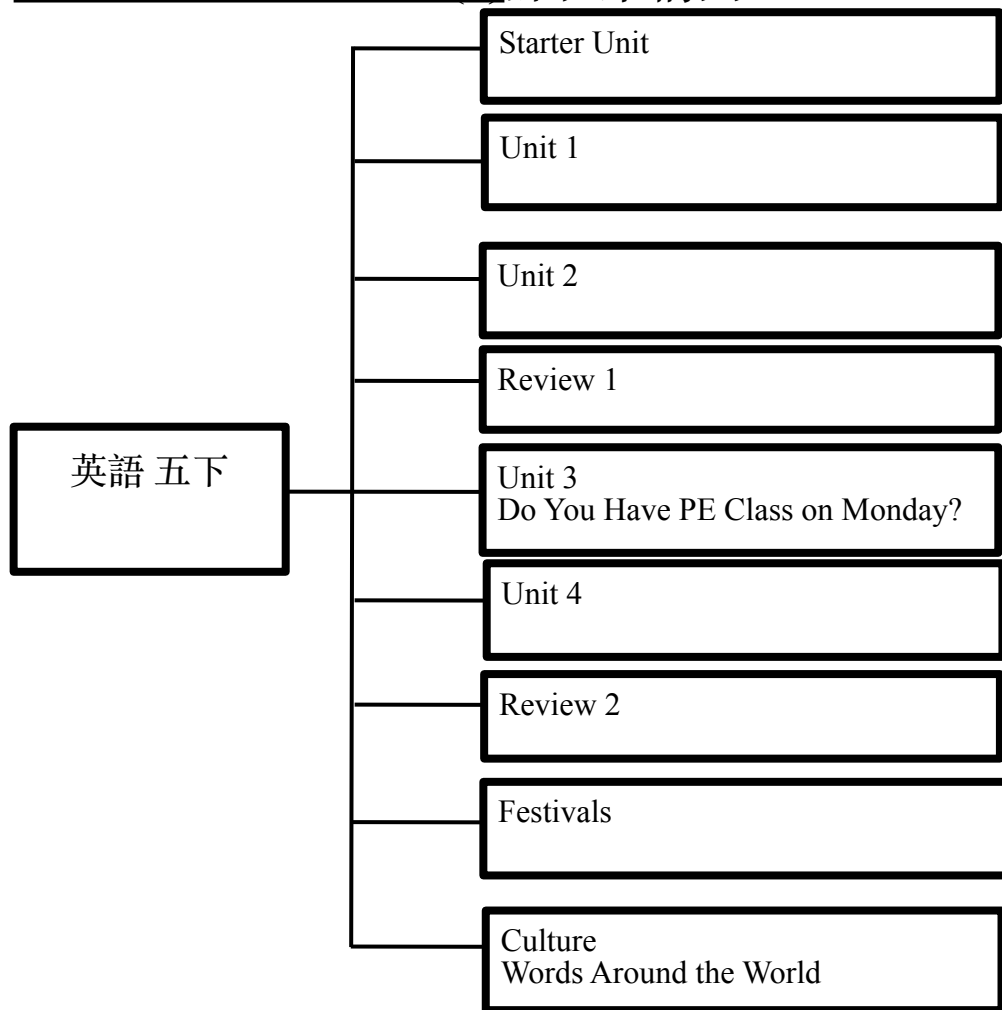 Starter Unit
Unit 1
Unit 2
Review 1
英語 五下
Unit 3
Do You Have PE Class on Monday?
Unit 4
Review 2
Festivals
Culture
Words Around the World